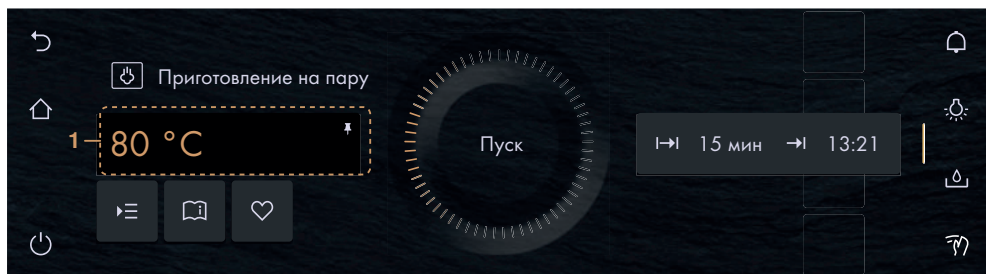 Приготовление на пару
1
80 °C
Пуск
15 мин
13:21